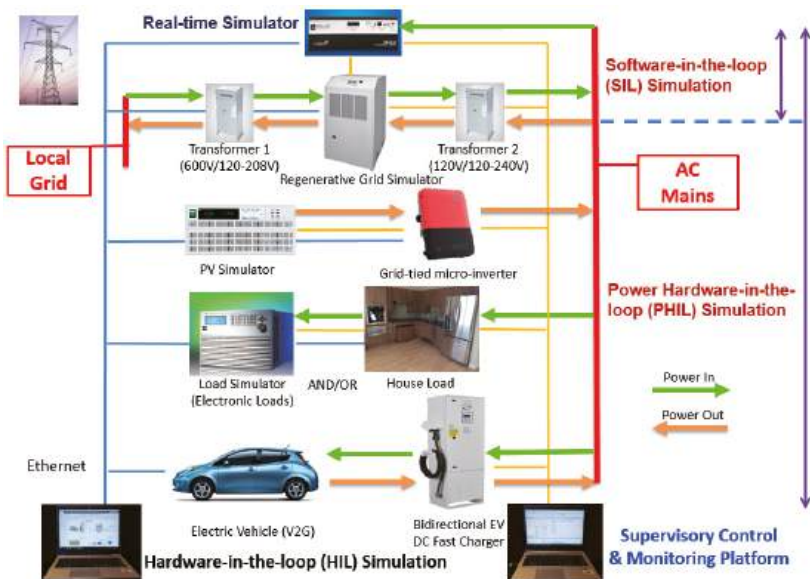 Real-time Simulator
Software-in-the-loop
(SIL) Simulation
Local
Grid
Transformer 1
(600V/120-208V)
Regenerative Grid Simulator
Transformer 2
(120V/120-240V)
AC
Mains
PV Simulator
Grid-tied micro-inverter
Power Hardware-in-the-
loop (PHIL) Simulation
Load Simulator
(Electronic Loads)
AND/OR
House Load
Power In
Power Out
Ethernet
Electric Vehicle (V2G)
Bidirectional EV
DC Fast Charger
Hardware-in-the-loop (HIL) Simulation
Supervisory Control
& Monitoring Platform